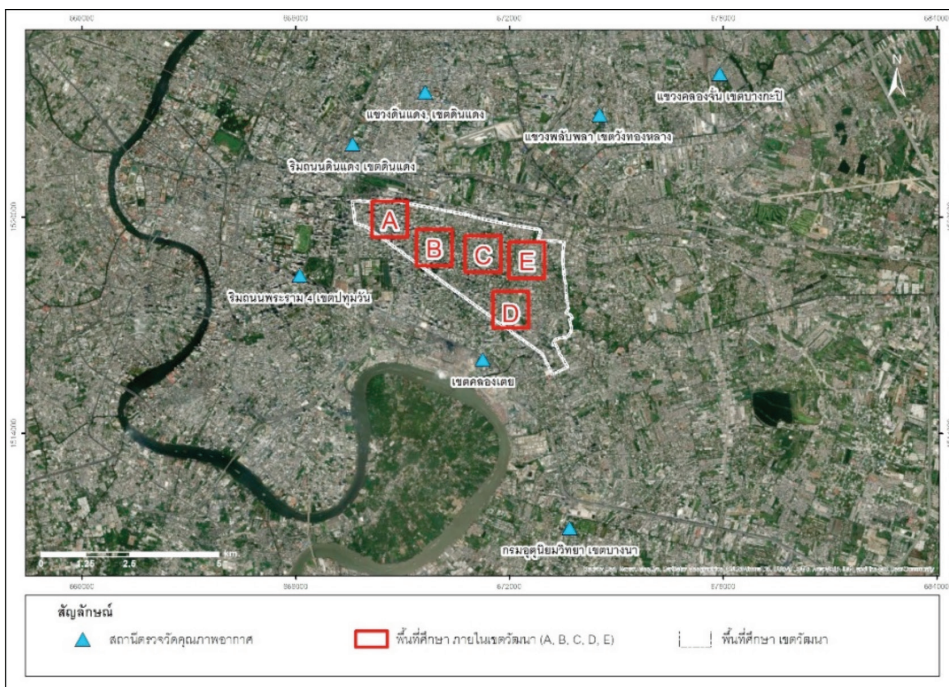 672000
684000
N
แขวงคลองจั่น เขตบางกะปิ
แขวงดินแดง, เขตดินแดง
แขวงพลับพลา เขตวังทองหลาง
ริมถนนดินแดง เขตดินแดง
A
B
C
E
ริมถนนพระราม 4 เขตปทุมวัน
D
เขตคลองเตย
กรมอุตุนิยมวิทยา เขตบางนา
km
0
672000
684000
สัญลักษณ์
สถานีตรวจวัดคุณภาพอากาศ
พื้นที่ศึกษา ภายในเขตวัฒนา (A, B, C, D, E)
พื้นที่ศึกษา เขตวัฒนา